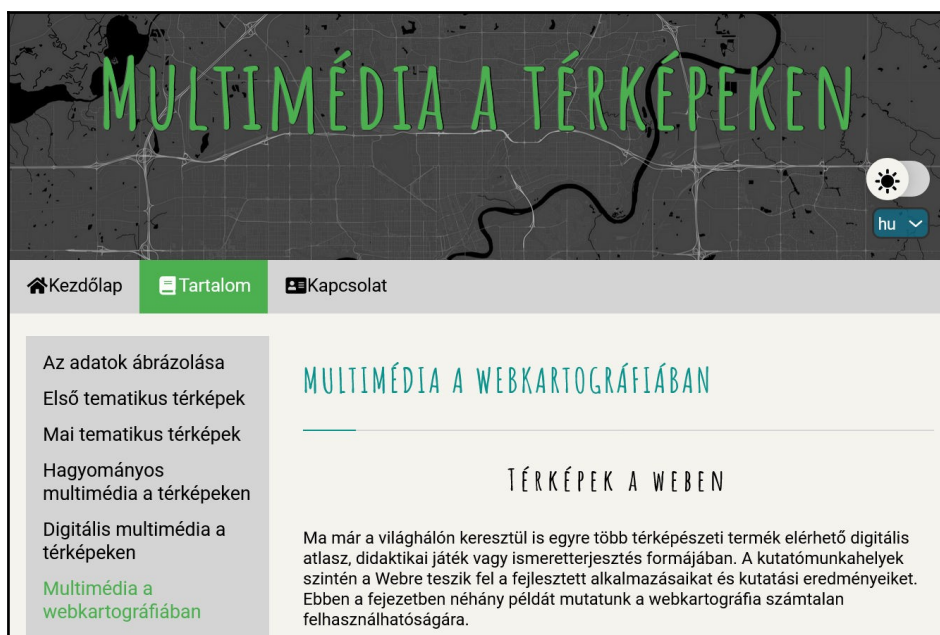 MULTIMÉDIA A TÉRKÉPEKEN
hu
Kezdőlap Tartalom Kapcsolat
Az adatok ábrázolása
Első tematikus térképek
Mai tematikus térképek
Hagyományos
multimédia a térképeken
Digitális multimédia a
térképeken
Multimédia a
webkartográfiában
MULTIMÉDIA A WEBKARTOGRÁFIÁBAN
TÉRKÉPEK A WEBEN
Ma már a világhálón keresztül is egyre több térképészeti termék elérhető digitális
atlasz, didaktikai játék vagy ismeretterjesztés formájában. A kutatómunkahelyek
szintén a Webre teszik fel a fejlesztett alkalmazásaikat és kutatási eredményeiket.
Ebben a fejezetben néhány példát mutatunk a webkartográfia számtalan
felhasználhatóságára.